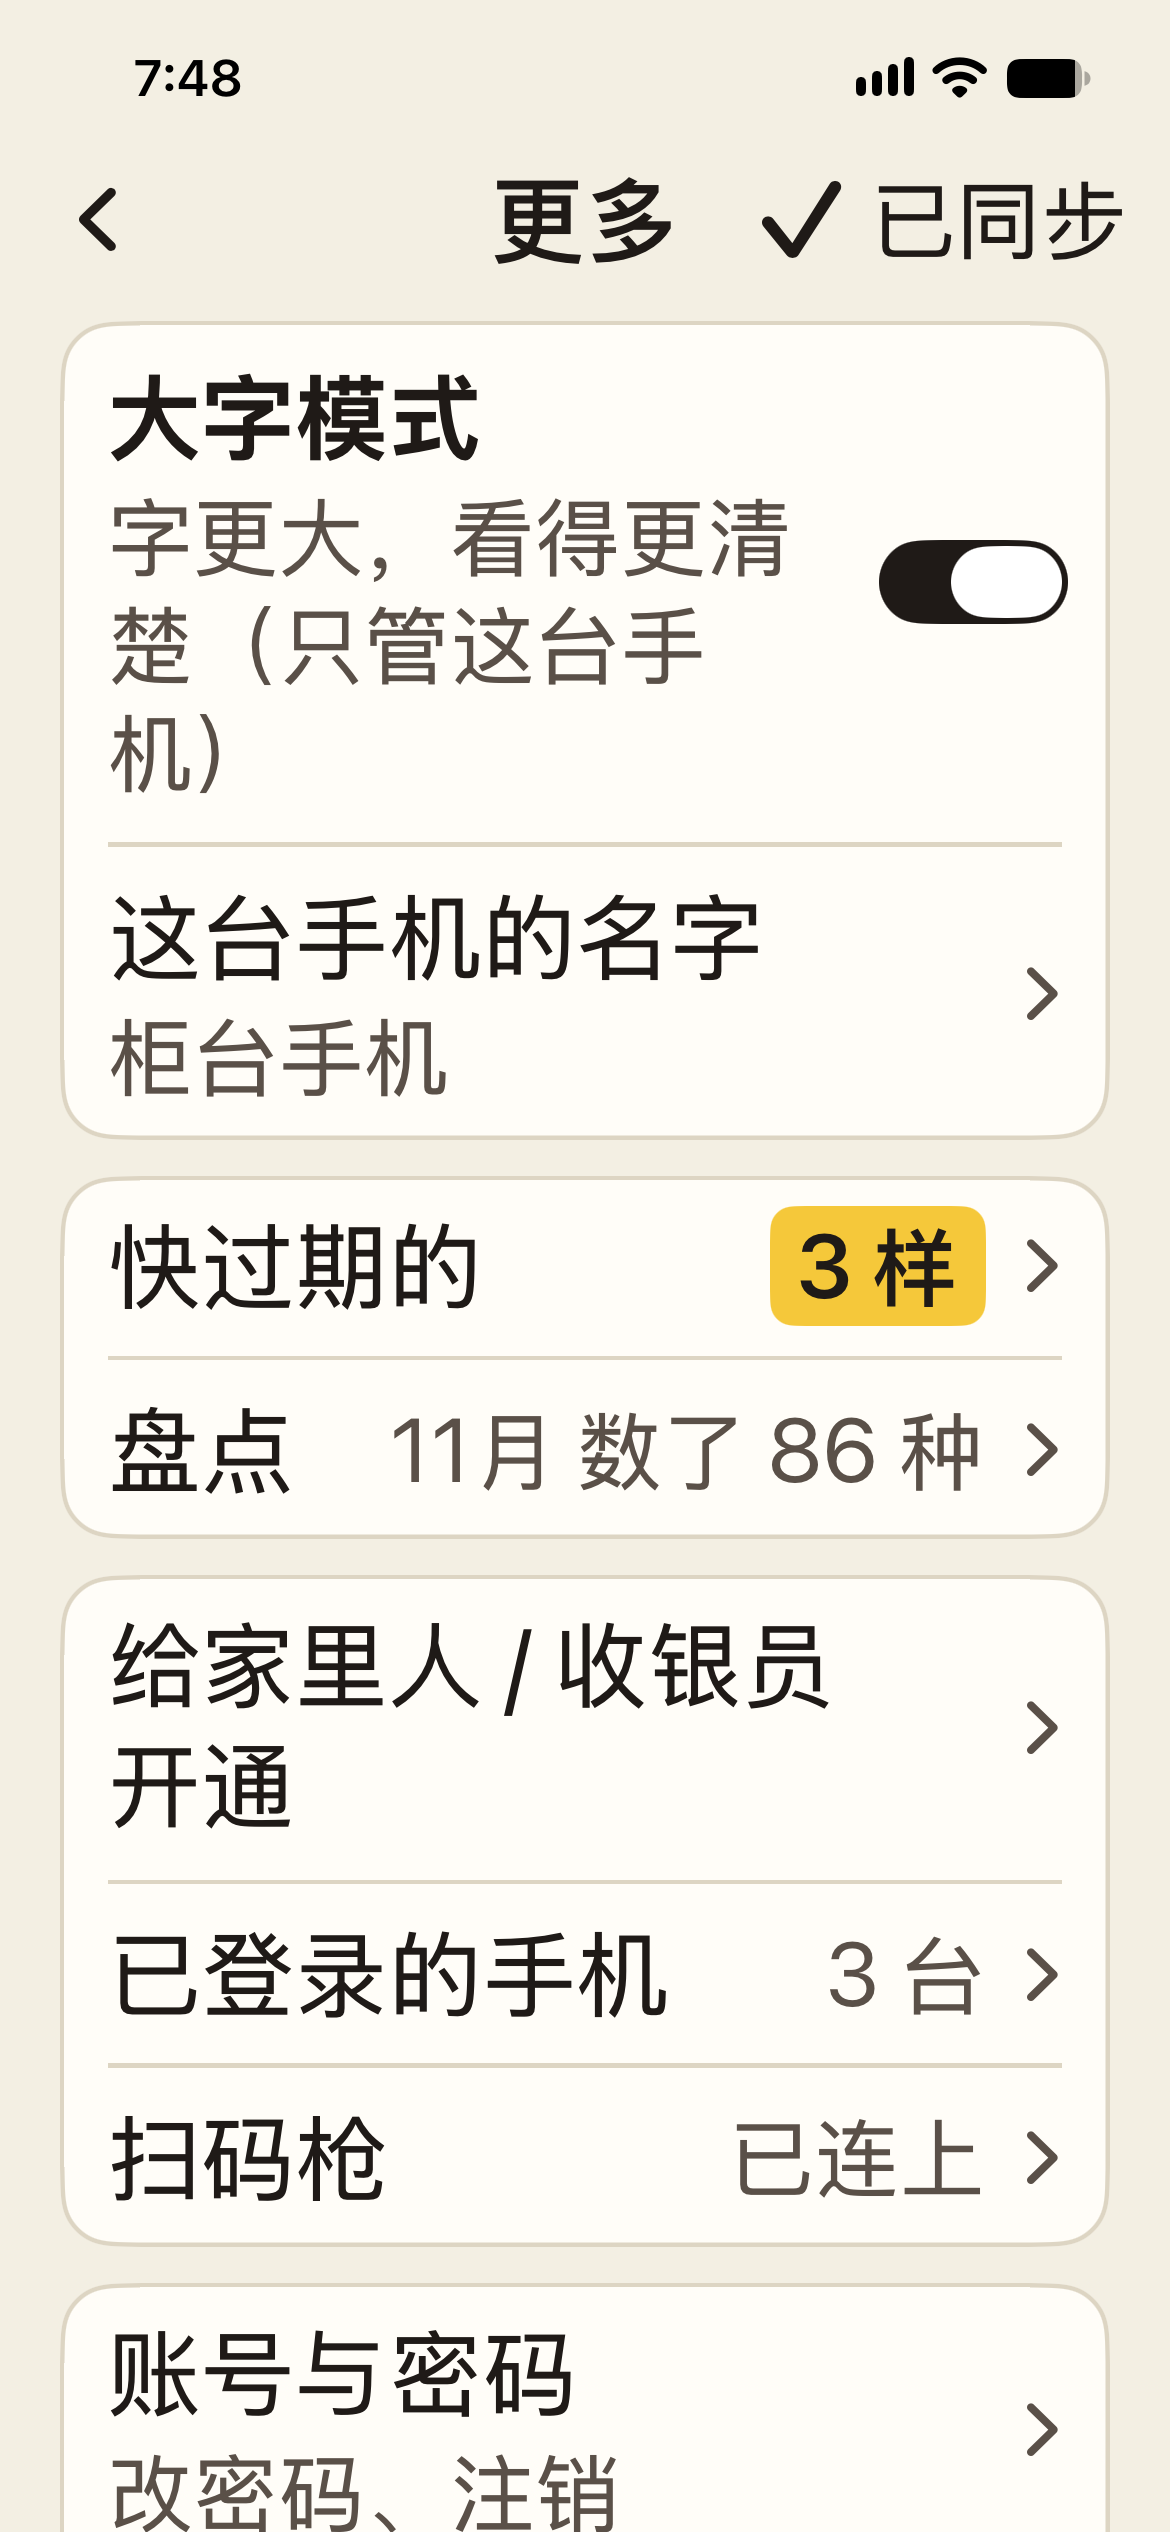 7:48
更多
已同步
大字模式
字更大，看得更清
楚（只管这台手
机）
这台手机的名字
柜台手机
快过期的 3 样
盘点 11月 数了 86 种
给家里人 / 收银员
开通
已登录的手机 3 台
扫码枪 已连上
账号与密码
改密码、注销